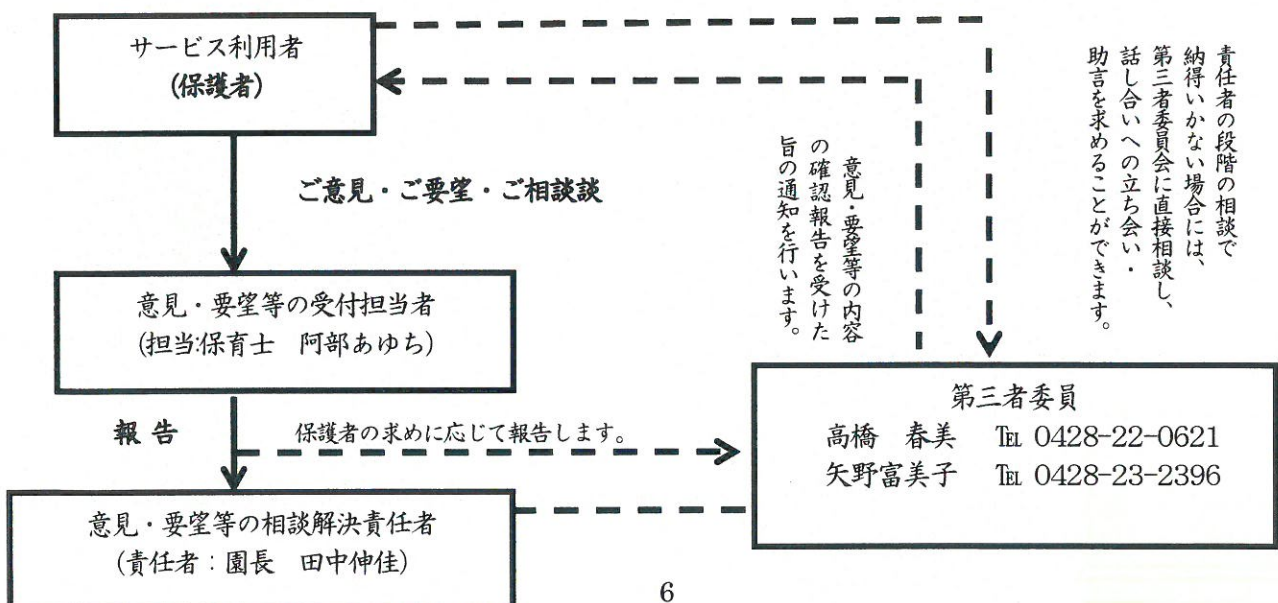 サービス利用者
(保護者)
責任者の段階の相談で
納得いかない場合には、
第三者委員会に直接相談し、
話し合いへの立ち会い・
助言を求めることができます。
意見・要望等の内容
の確認報告を受けた
旨の通知を行います。
ご意見・ご要望・ご相談談
意見・要望等の受付担当者
(担当:保育士 阿部あゆち)
報 告
保護者の求めに応じて報告します。
第三者委員
高橋 春美 ℡ 0428-22-0621
矢野富美子 ℡ 0428-23-2396
意見・要望等の相談解決責任者
(責任者:園長 田中伸佳)
6